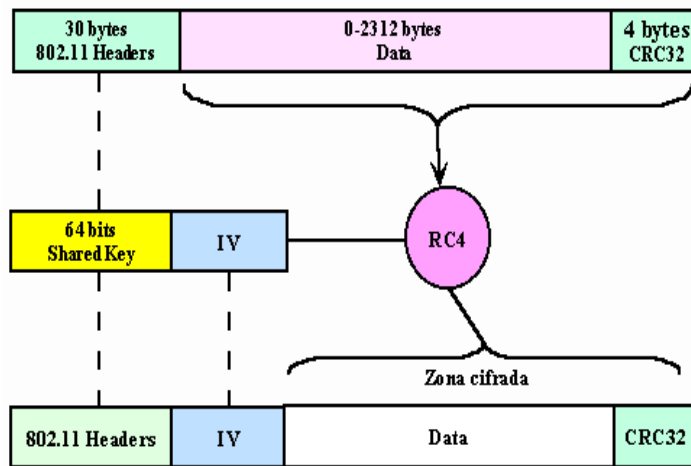 30 bytes
802.11 Headers
0-2312 bytes
Data
4 bytes
CRC32
64 bits
Shared Key
IV
RC4
Zona cifrada
802.11 Headers
IV
Data
CRC32